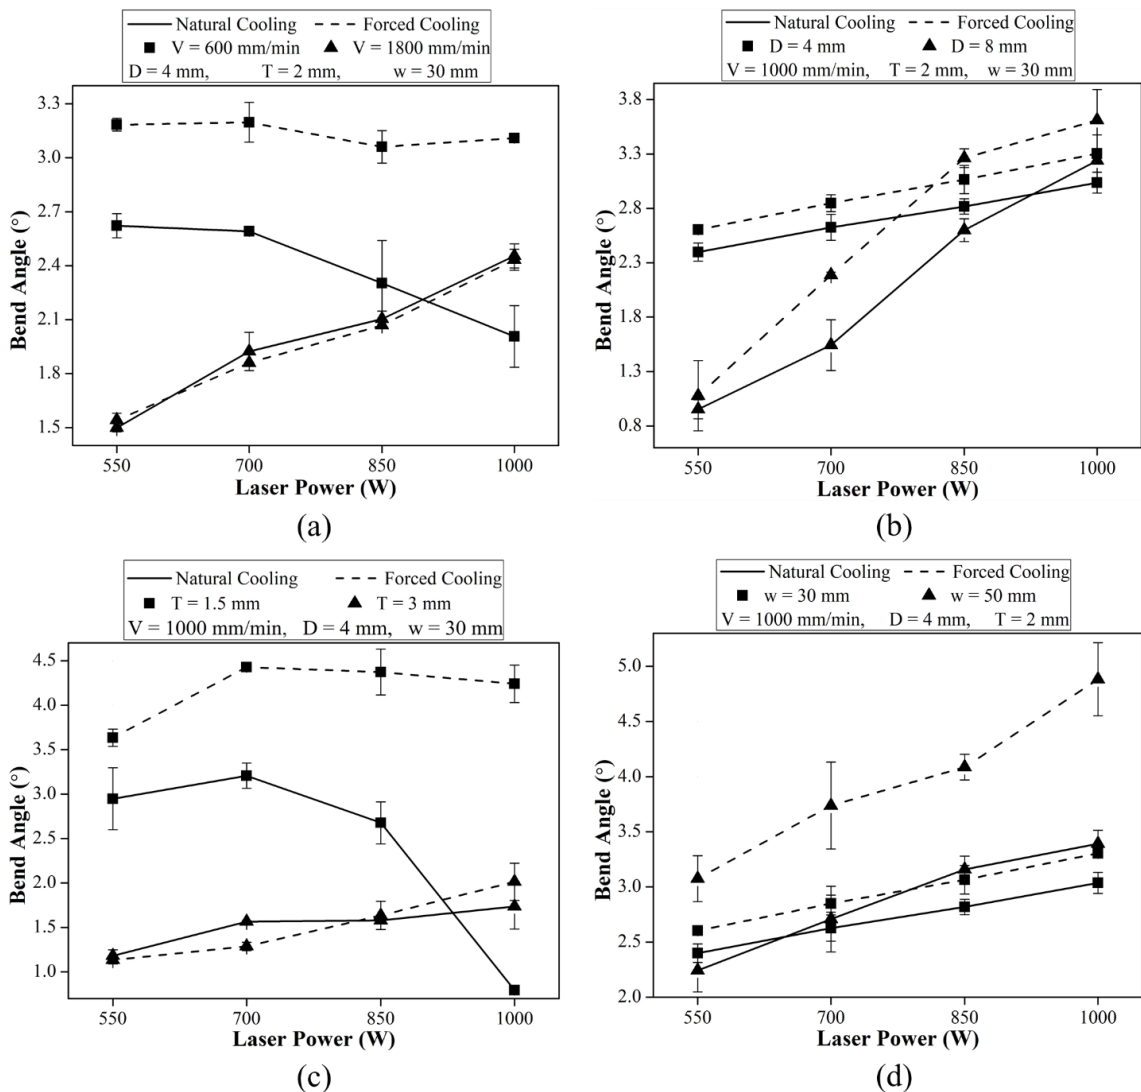 Natural Cooling Forced Cooling
V = 600 mm/min V = 1800 mm/min
D = 4 mm, T = 2 mm, w = 30 mm
3.3
3.0
2.7
2.4
2.1
1.8
1.5
Bend Angle (°)
550 700 850 1000
Laser Power (W)
(a)
Natural Cooling Forced Cooling
D = 4 mm D = 8 mm
V = 1000 mm/min, T = 2 mm, w = 30 mm
3.8
3.3
2.8
2.3
1.8
1.3
0.8
Bend Angle (°)
550 700 850 1000
Laser Power (W)
(b)
Natural Cooling Forced Cooling
T = 1.5 mm T = 3 mm
V = 1000 mm/min, D = 4 mm, w = 30 mm
4.5
4.0
3.5
3.0
2.5
2.0
1.5
1.0
Bend Angle (°)
550 700 850 1000
Laser Power (W)
(c)
Natural Cooling Forced Cooling
w = 30 mm w = 50 mm
V = 1000 mm/min, D = 4 mm, T = 2 mm
5.0
4.5
4.0
3.5
3.0
2.5
2.0
Bend Angle (°)
550 700 850 1000
Laser Power (W)
(d)